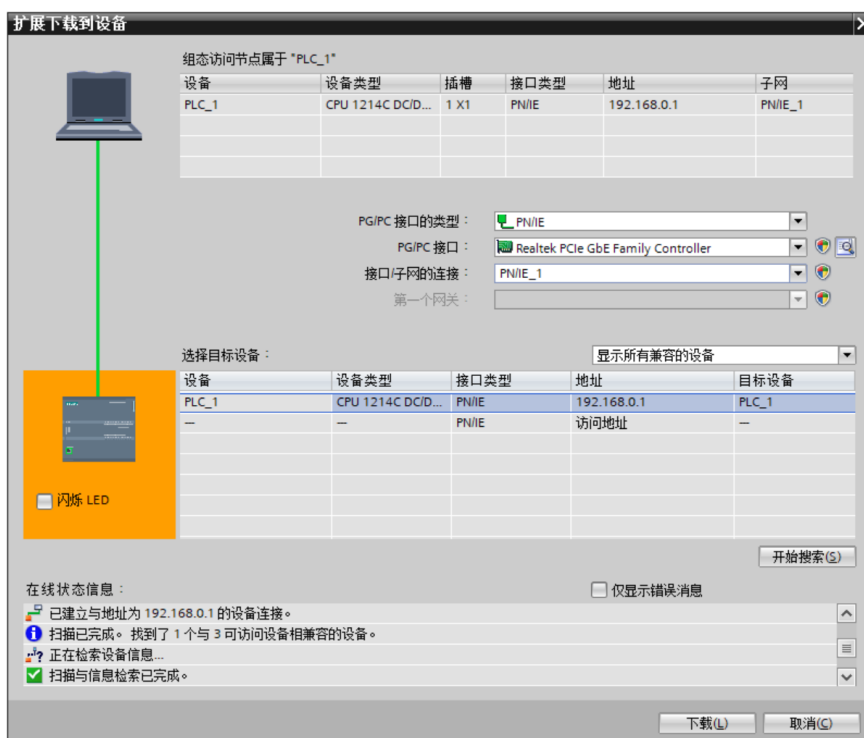 扩展下载到设备
组态访问节点属于 "PLC_1"
设备 设备类型 插槽 接口类型 地址 子网
PLC_1 CPU 1214C DC/D... 1 X1 PN/IE 192.168.0.1 PN/IE_1
PG/PC 接口的类型： PN/IE
PG/PC 接口： Realtek PCIe GbE Family Controller
接口/子网的连接： PN/IE_1
第一个网关：
选择目标设备： 显示所有兼容的设备
设备 设备类型 接口类型 地址 目标设备
PLC_1 CPU 1214C DC/D... PN/IE 192.168.0.1 PLC_1
— — PN/IE 访问地址 —
闪烁 LED
开始搜索(S)
在线状态信息： 仅显示错误消息
已建立与地址为 192.168.0.1 的设备连接。
扫描已完成。找到了 1 个与 3 可访问设备相兼容的设备。
正在检索设备信息...
扫描与信息检索已完成。
下载(L) 取消(C)